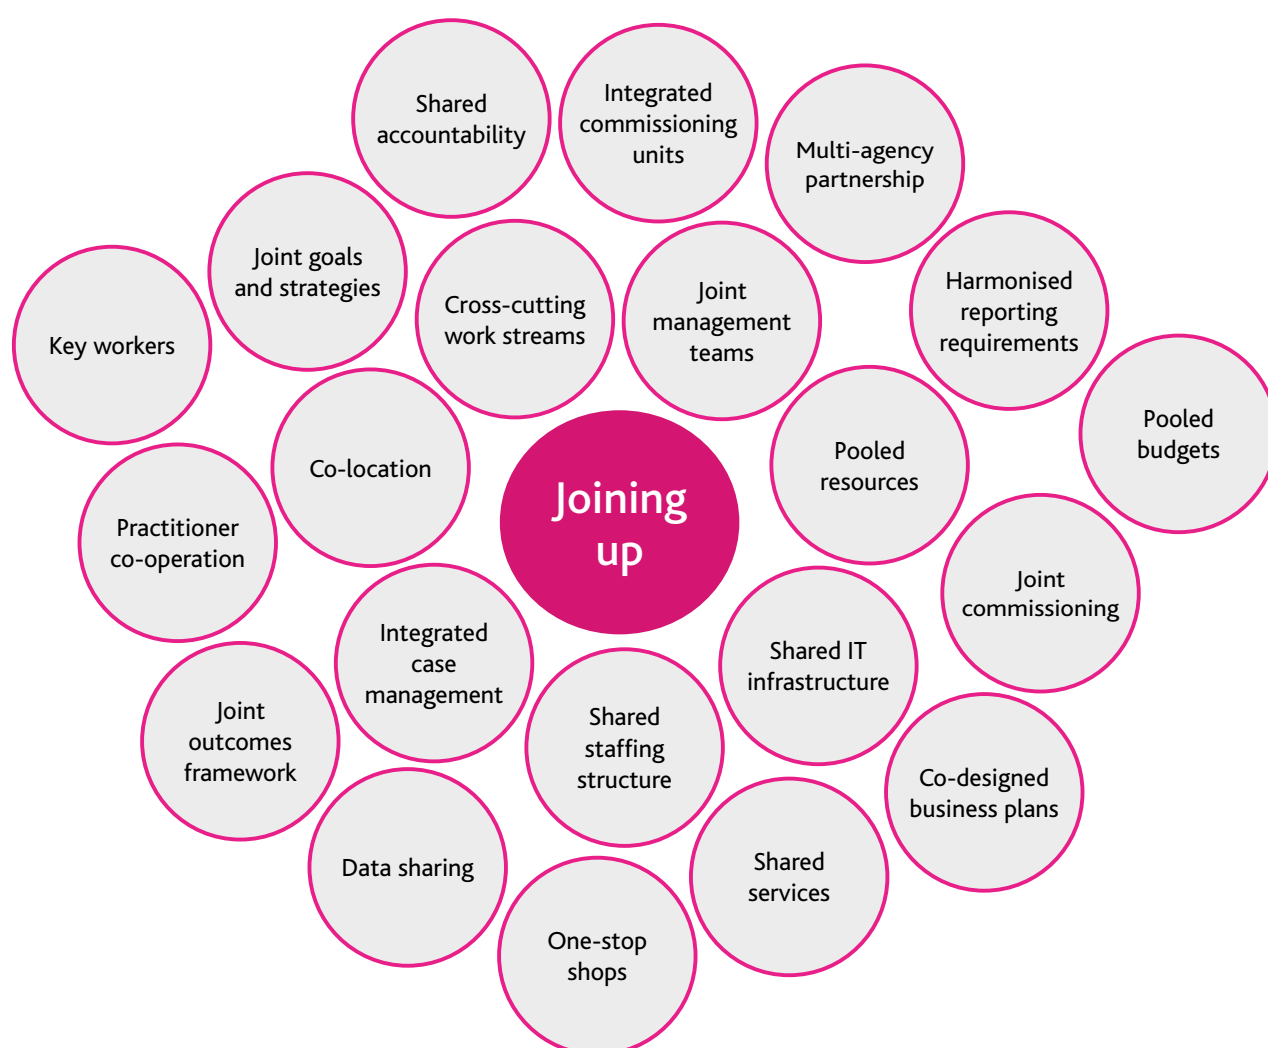 Shared
accountability
Integrated
commissioning
units
Multi-agency
partnership
Joint goals
and strategies
Cross-cutting
work streams
Joint
management
teams
Harmonised
reporting
requirements
Key workers
Co-location
Joining
up
Pooled
resources
Pooled
budgets
Practitioner
co-operation
Integrated
case
management
Shared IT
infrastructure
Joint
commissioning
Joint
outcomes
framework
Shared
staffing
structure
Co-designed
business plans
Data sharing
Shared
services
One-stop
shops